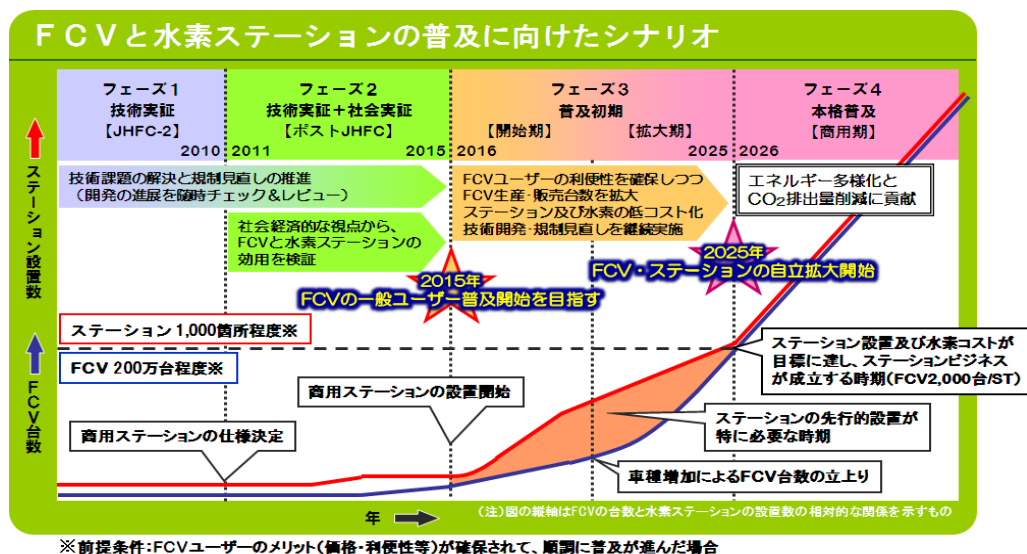 FCVと水素ステーションの普及に向けたシナリオ
フェーズ1
技術実証
【JHFC-2】
2010
フェーズ2
技術実証+社会実証
【ポストJHFC】
2011
2015
フェーズ3
普及初期
【開始期】
【拡大期】
2016
2025
フェーズ4
本格普及
【商用期】
2026
ステーション設置数
FCV台数
技術課題の解決と規制見直しの推進
(開発の進展を随時チェック&レビュー)
社会経済的な視点から、
FCVと水素ステーションの
効用を検証
FCVユーザーの利便性を確保しつつ
FCV生産・販売台数を拡大
ステーション及び水素の低コスト化
技術開発・規制見直しを継続実施
エネルギー多様化と
CO2排出量削減に貢献
2015年
FCVの一般ユーザー普及開始を目指す
2025年
FCV・ステーションの自立拡大開始
ステーション1,000箇所程度※
FCV 200万台程度※
商用ステーションの仕様決定
商用ステーションの設置開始
ステーション設置及び水素コストが
目標に達し、ステーションビジネス
が成立する時期(FCV2,000台/ST)
ステーションの先行的設置が
特に必要な時期
車種増加によるFCV台数の立上り
年
(注)図の縦軸はFCVの台数と水素ステーションの設置数の相対的な関係を示すもの
※前提条件:FCVユーザーのメリット(価格・利便性等)が確保されて、順調に普及が進んだ場合